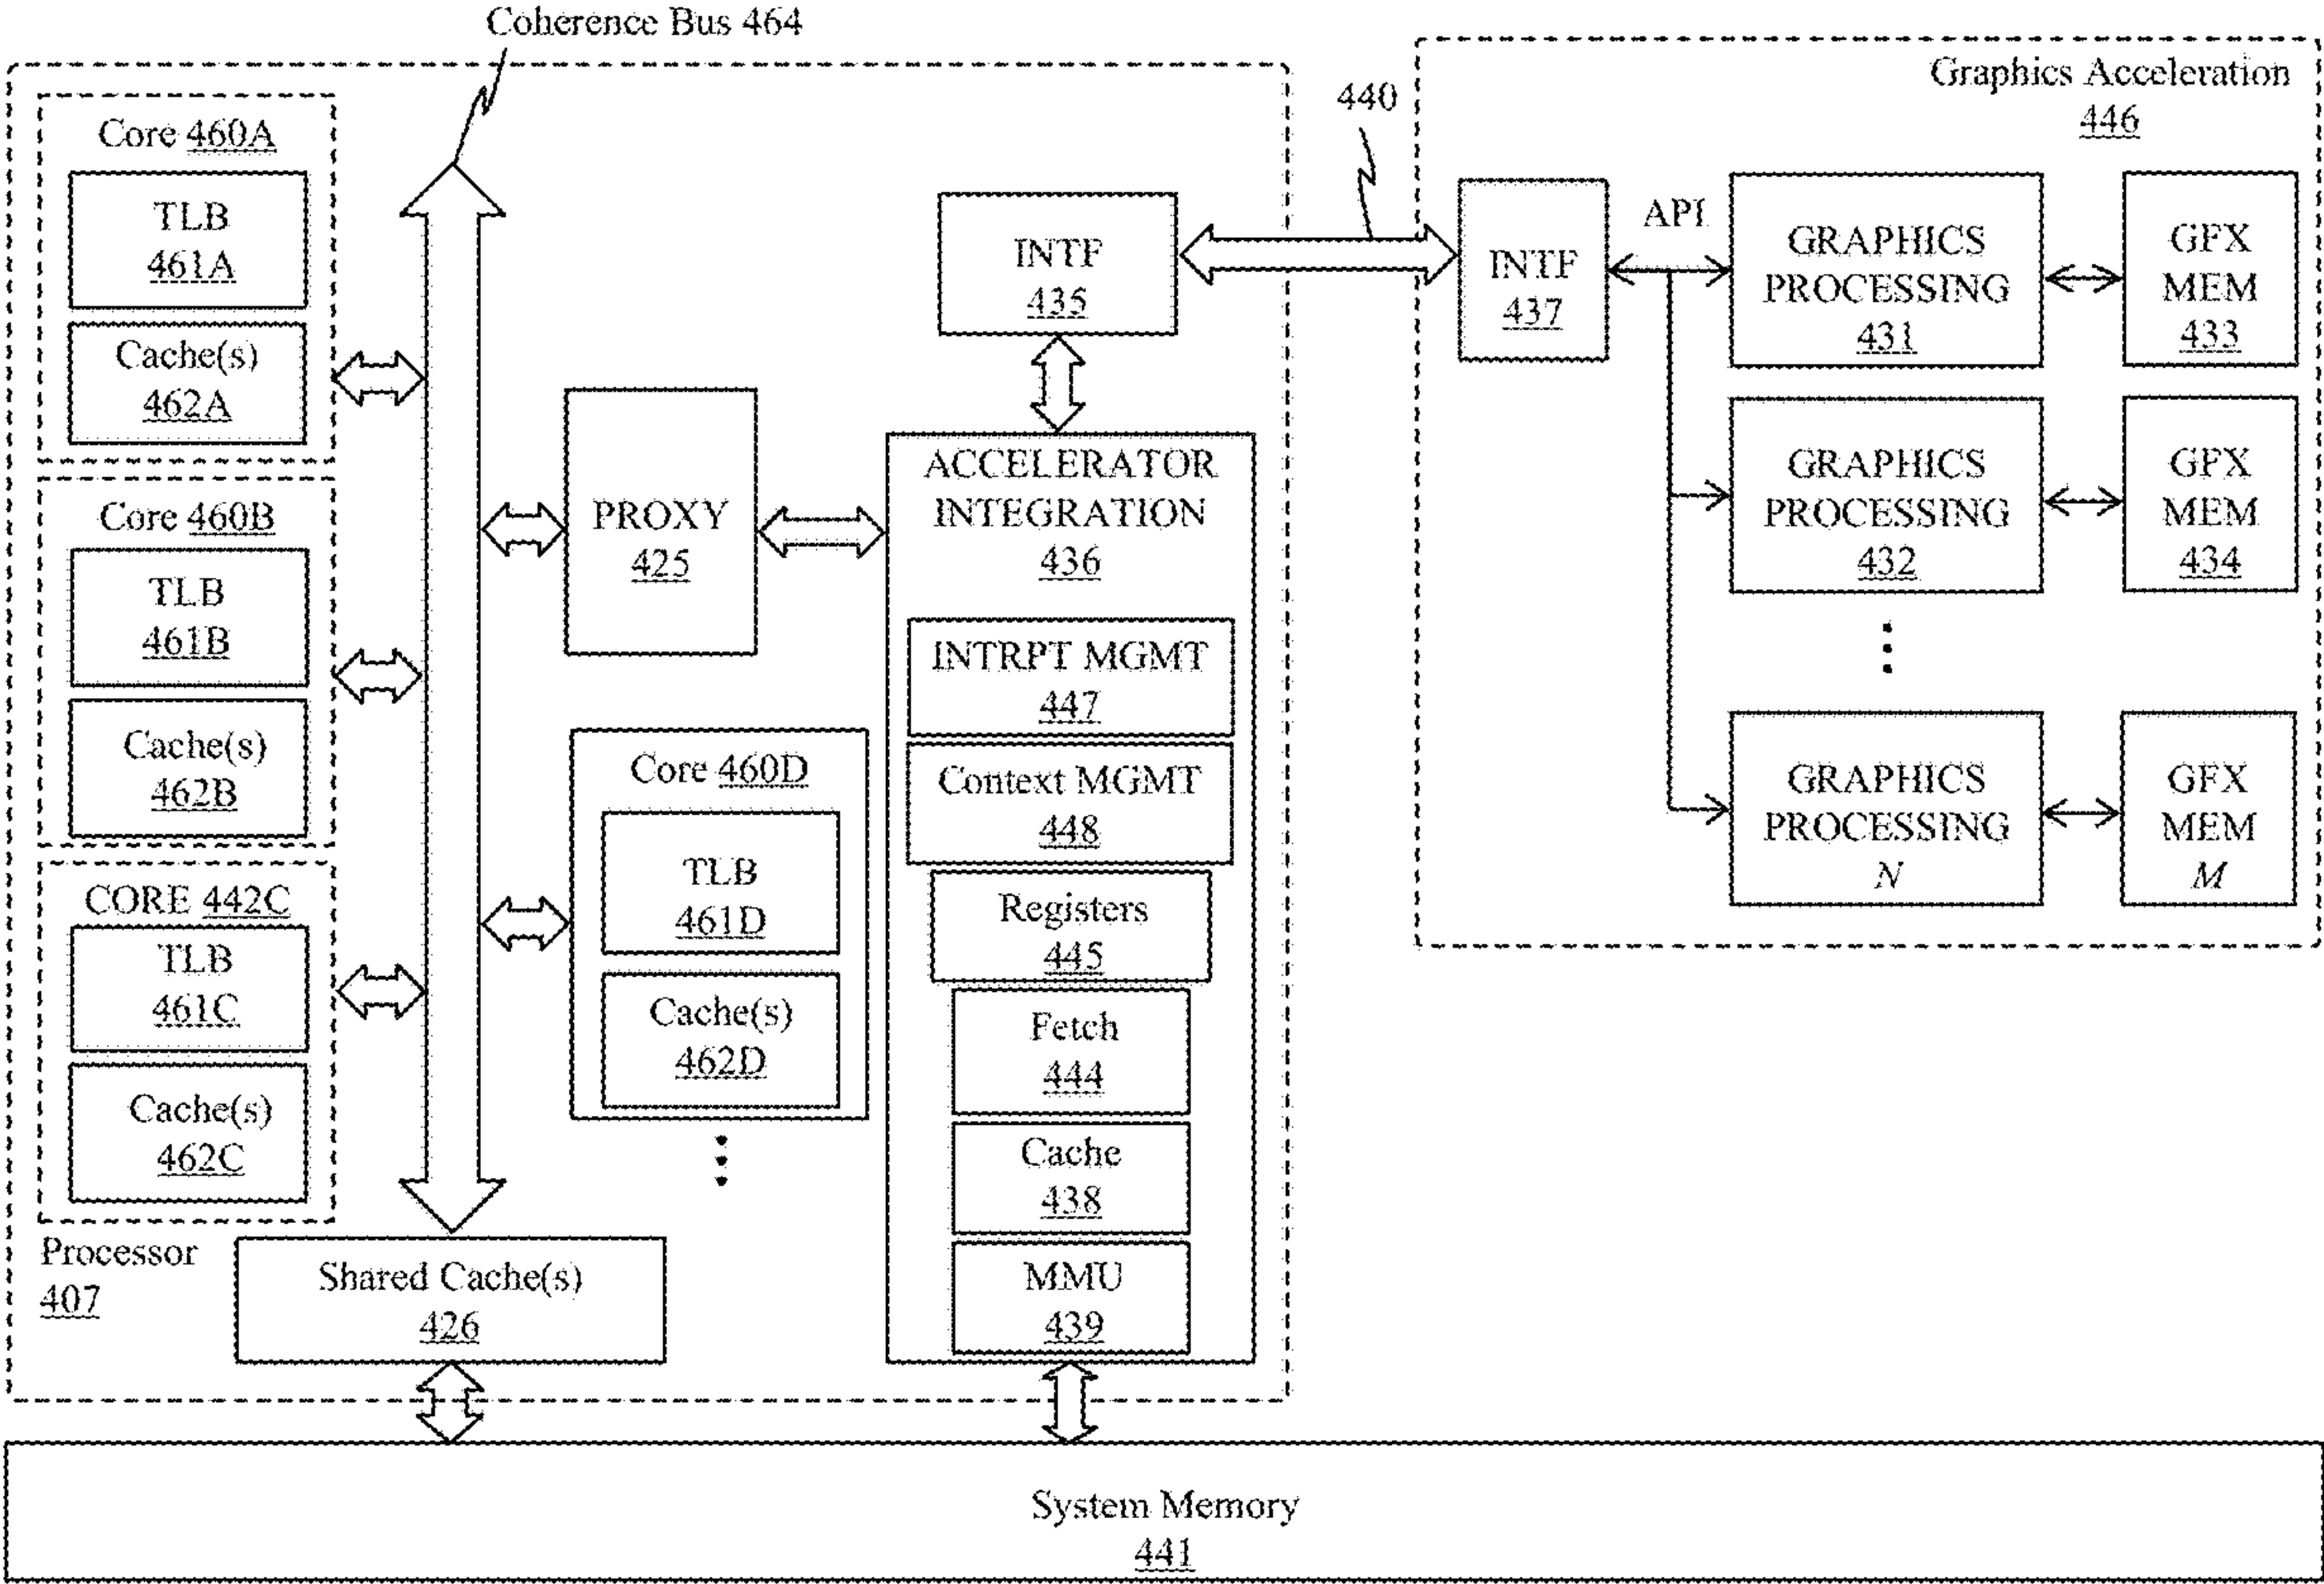 Coherence Bus 464
Core 460A
TLB
461A
Cache(s)
462A
Core 460B
TLB
461B
Cache(s)
462B
CORE 442C
TLB
461C
Cache(s)
462C
Processor
407
Shared Cache(s)
426
PROXY
425
Core 460D
TLB
461D
Cache(s)
462D
INTF
435
ACCELERATOR
INTEGRATION
436
INTRPT MGMT
447
Context MGMT
448
Registers
445
Fetch
444
Cache
438
MMU
439
440
Graphics Acceleration
446
INTF
437
API
GRAPHICS
PROCESSING
431
GFX
MEM
433
GRAPHICS
PROCESSING
432
GFX
MEM
434
GRAPHICS
PROCESSING
N
GFX
MEM
M
System Memory
441